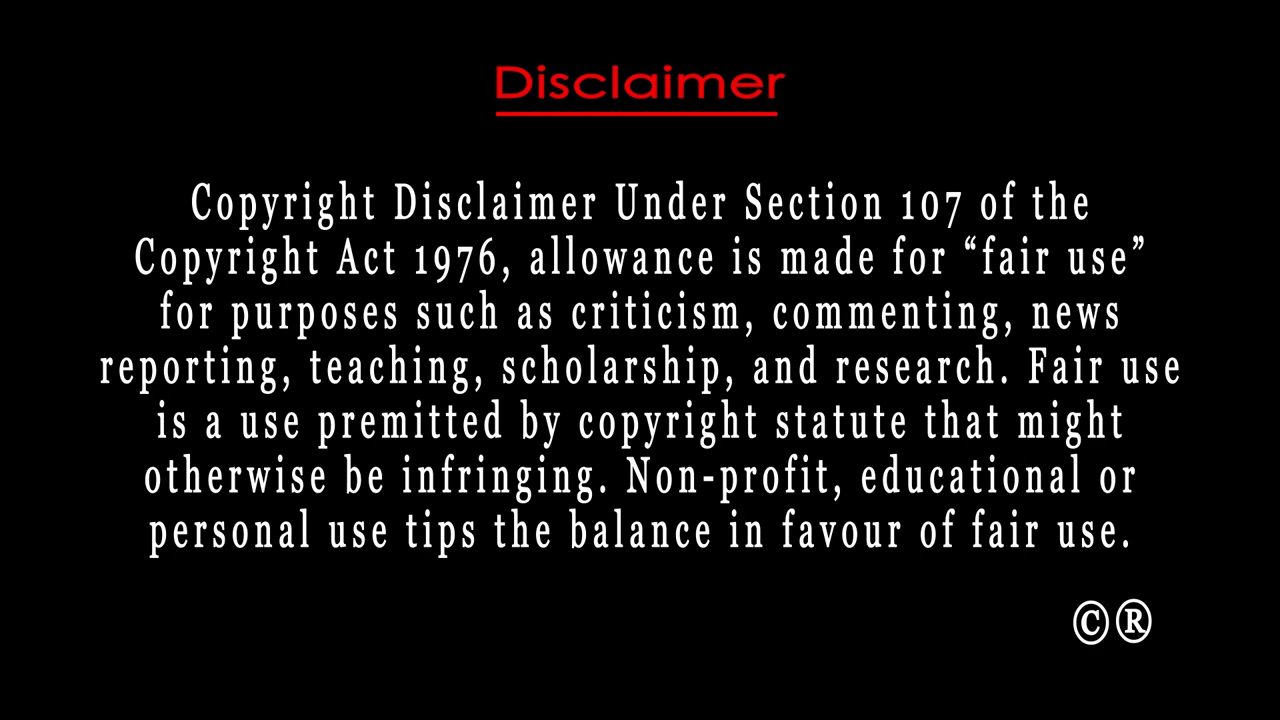 Disclaimer
Copyright Disclaimer Under Section 107 of the
Copyright Act 1976, allowance is made for “fair use”
for purposes such as criticism, commenting, news
reporting, teaching, scholarship, and research. Fair use
is a use premitted by copyright statute that might
otherwise be infringing. Non-profit, educational or
personal use tips the balance in favour of fair use.
©®